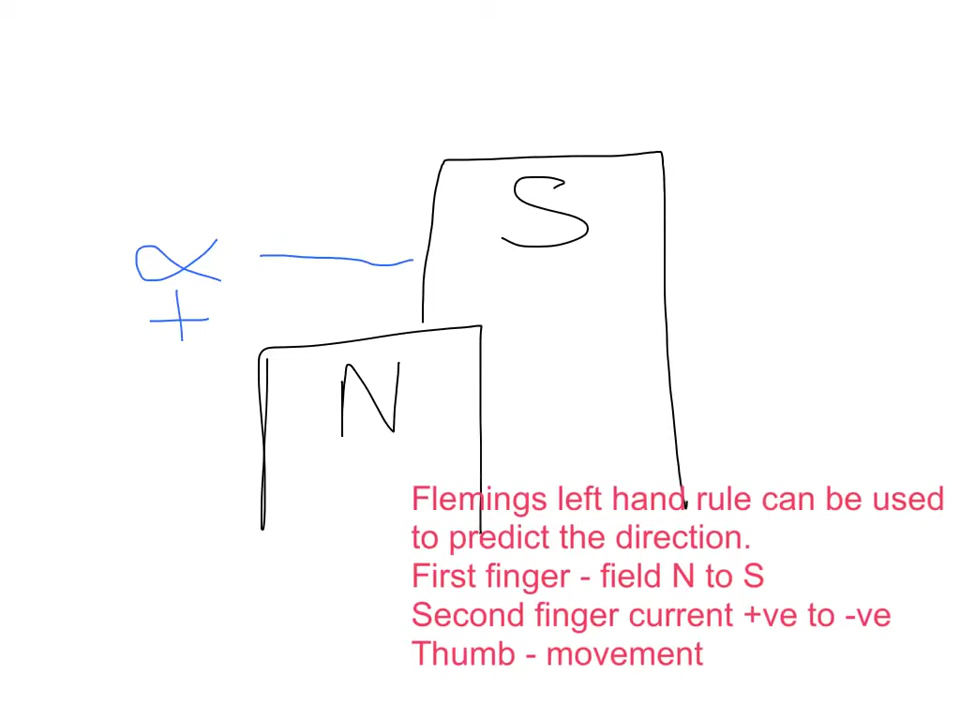 S
α
+
N
Flemings left hand rule can be used
to predict the direction.
First finger - field N to S
Second finger current +ve to -ve
Thumb - movement